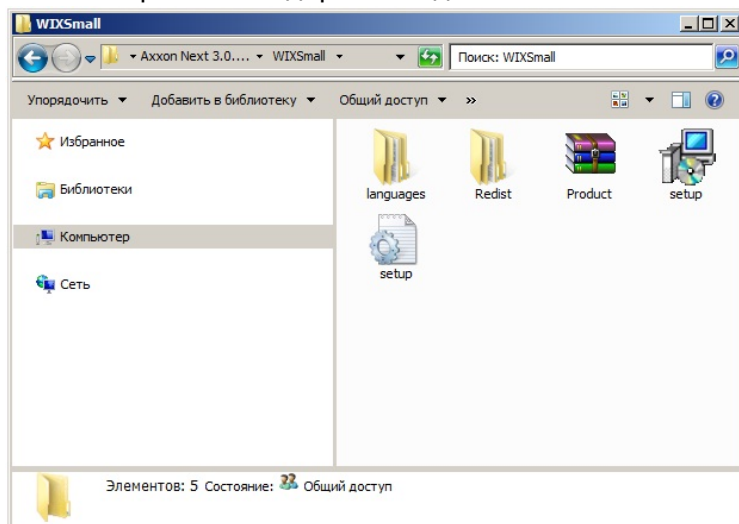 WIXSmall
Axxon Next 3.0.... WIXSmall Поиск: WIXSmall
Упорядочить Добавить в библиотеку Общий доступ »
Избранное
Библиотеки
Компьютер
Сеть
languages Redist Product setup
setup
Элементов: 5 Состояние: Общий доступ